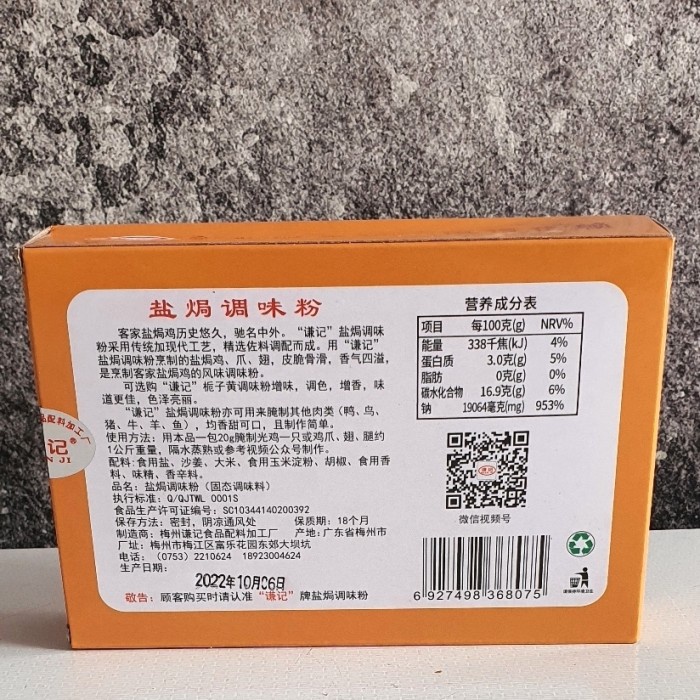 盐焗调味粉
客家盐焗鸡历史悠久，驰名中外。“谦记”盐焗调味
粉采用传统加现代工艺，精选佐料调配而成。用“谦记”
盐焗调味粉烹制的盐焗鸡、爪、翅，皮脆骨滑，香气四溢，
是烹制客家盐焗鸡的风味调味粉。
可选购“谦记”栀子黄调味粉增味，调色，增香，味
道更佳，色泽亮丽。
“谦记”盐焗调味粉亦可用来腌制其他肉类（鸭、鸟、
猪、牛、羊、鱼），均香甜可口，且制作简单。
使用方法：用本品一包20g腌制光鸡一只或鸡爪、翅、腿约
1公斤重量，隔水蒸熟或参考视频公众号制作。
配料：食用盐、沙姜、大米、食用玉米淀粉、胡椒、食用香
料、味精、香辛料。
品名：盐焗调味粉（固态调味料）
执行标准：Q/QJTWL 0001S
食品生产许可证编号：SC10344140200392
保存方法：密封，阴凉通风处 保质期：18个月
制造商：梅州谦记食品配料加工厂 产地：广东省梅州市
厂址：梅州市梅江区富乐花园东郊大坝坑
电话：（0753）2210624 18923004624
生产日期：
2022年10月06日
敬告：顾客购买时请认准“谦记”牌盐焗调味粉
营养成分表
项目 每100克(g) NRV%
能量 338千焦(kJ) 4%
蛋白质 3.0克(g) 5%
脂肪 0克(g) 0%
碳水化合物 16.9克(g) 6%
钠 19064毫克(mg) 953%
微信视频号
6 927498 368075
品配料加工厂
记®
N JI